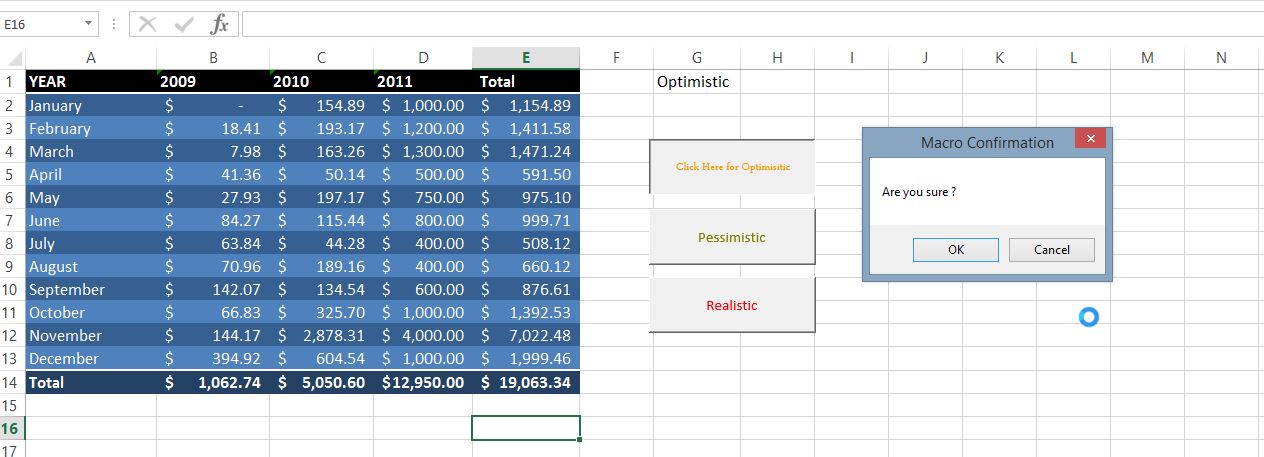 E16 fx
A B C D E F G H I J K L M N
1 YEAR 2009 2010 2011 Total Optimistic
2 January $ - $ 154.89 $ 1,000.00 $ 1,154.89
3 February $ 18.41 $ 193.17 $ 1,200.00 $ 1,411.58
4 March $ 7.98 $ 163.26 $ 1,300.00 $ 1,471.24
5 April $ 41.36 $ 50.14 $ 500.00 $ 591.50
6 May $ 27.93 $ 197.17 $ 750.00 $ 975.10
7 June $ 84.27 $ 115.44 $ 800.00 $ 999.71
8 July $ 63.84 $ 44.28 $ 400.00 $ 508.12
9 August $ 70.96 $ 189.16 $ 400.00 $ 660.12
10 September $ 142.07 $ 134.54 $ 600.00 $ 876.61
11 October $ 66.83 $ 325.70 $ 1,000.00 $ 1,392.53
12 November $ 144.17 $ 2,878.31 $ 4,000.00 $ 7,022.48
13 December $ 394.92 $ 604.54 $ 1,000.00 $ 1,999.46
14 Total $ 1,062.74 $ 5,050.60 $12,950.00 $ 19,063.34
15
16
17
Click Here for Optimisitic
Pessimistic
Realistic
Macro Confirmation
Are you sure ?
OK Cancel